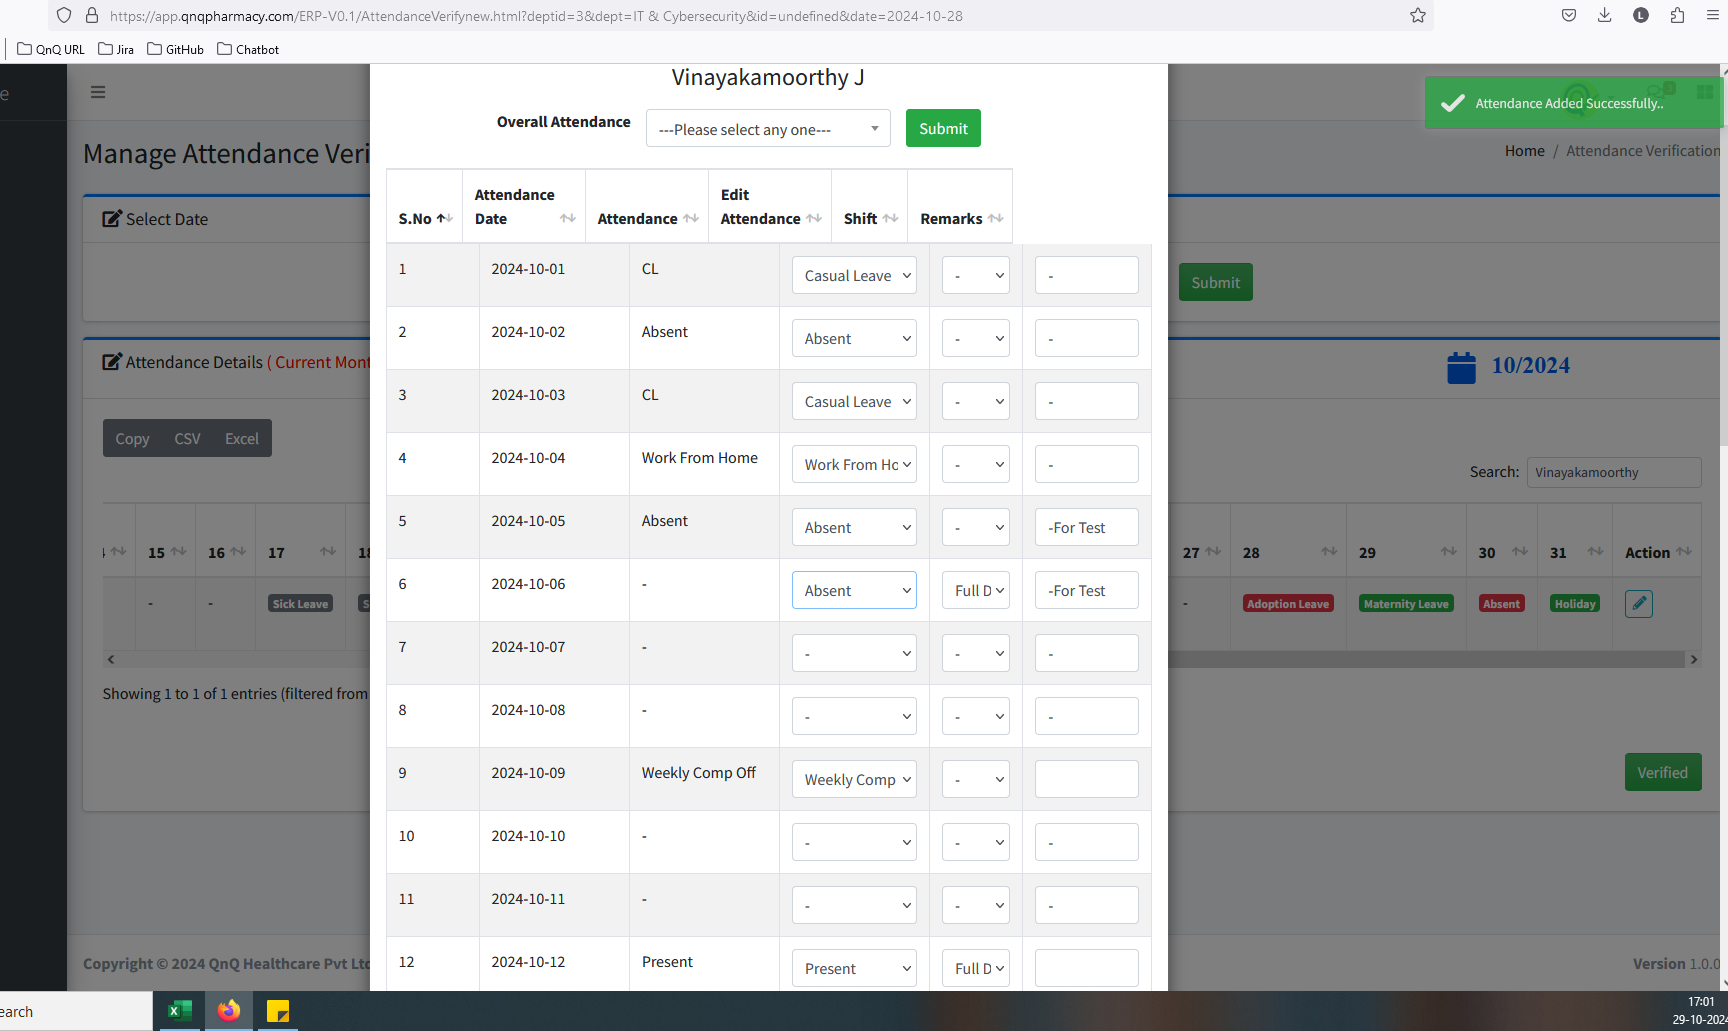 https://app.qnqpharmacy.com/ERP-V0.1/AttendanceVerifynew.html?deptid=3&dept=IT & Cybersecurity&id=undefined&date=2024-10-28
L
QnQ URL Jira GitHub Chatbot
e
Vinayakamoorthy J
Attendance Added Successfully..
Overall Attendance ---Please select any one--- Submit
Manage Attendance Veri
Home / Attendance Verification
Select Date
S.No Attendance Date Attendance Edit Attendance Shift Remarks
1 2024-10-01 CL Casual Leave - -
Submit
2 2024-10-02 Absent Absent - -
Attendance Details ( Current Mont
10/2024
3 2024-10-03 CL Casual Leave - -
Copy CSV Excel
4 2024-10-04 Work From Home Work From Ho - -
Search: Vinayakamoorthy
5 2024-10-05 Absent Absent - -For Test
15 16 17 18 27 28 29 30 31 Action
6 2024-10-06 - Absent Full D -For Test
- - Sick Leave S - Adoption Leave Maternity Leave Absent Holiday
7 2024-10-07 - - - -
Showing 1 to 1 of 1 entries (filtered from
8 2024-10-08 - - - -
9 2024-10-09 Weekly Comp Off Weekly Comp -
Verified
10 2024-10-10 - - - -
11 2024-10-11 - - - -
12 2024-10-12 Present Present Full D
Copyright © 2024 QnQ Healthcare Pvt Ltd
Version 1.0.0
earch
17:01
29-10-2024